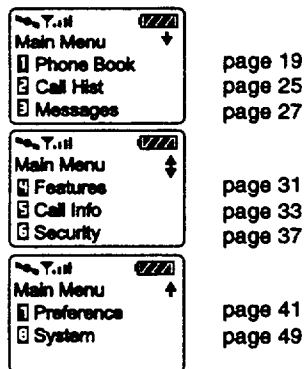 Main Menu
1 Phone Book page 19
2 Call Hist page 25
3 Messages page 27
Main Menu
4 Features page 31
5 Call Info page 33
6 Security page 37
Main Menu
7 Preference page 41
8 System page 49